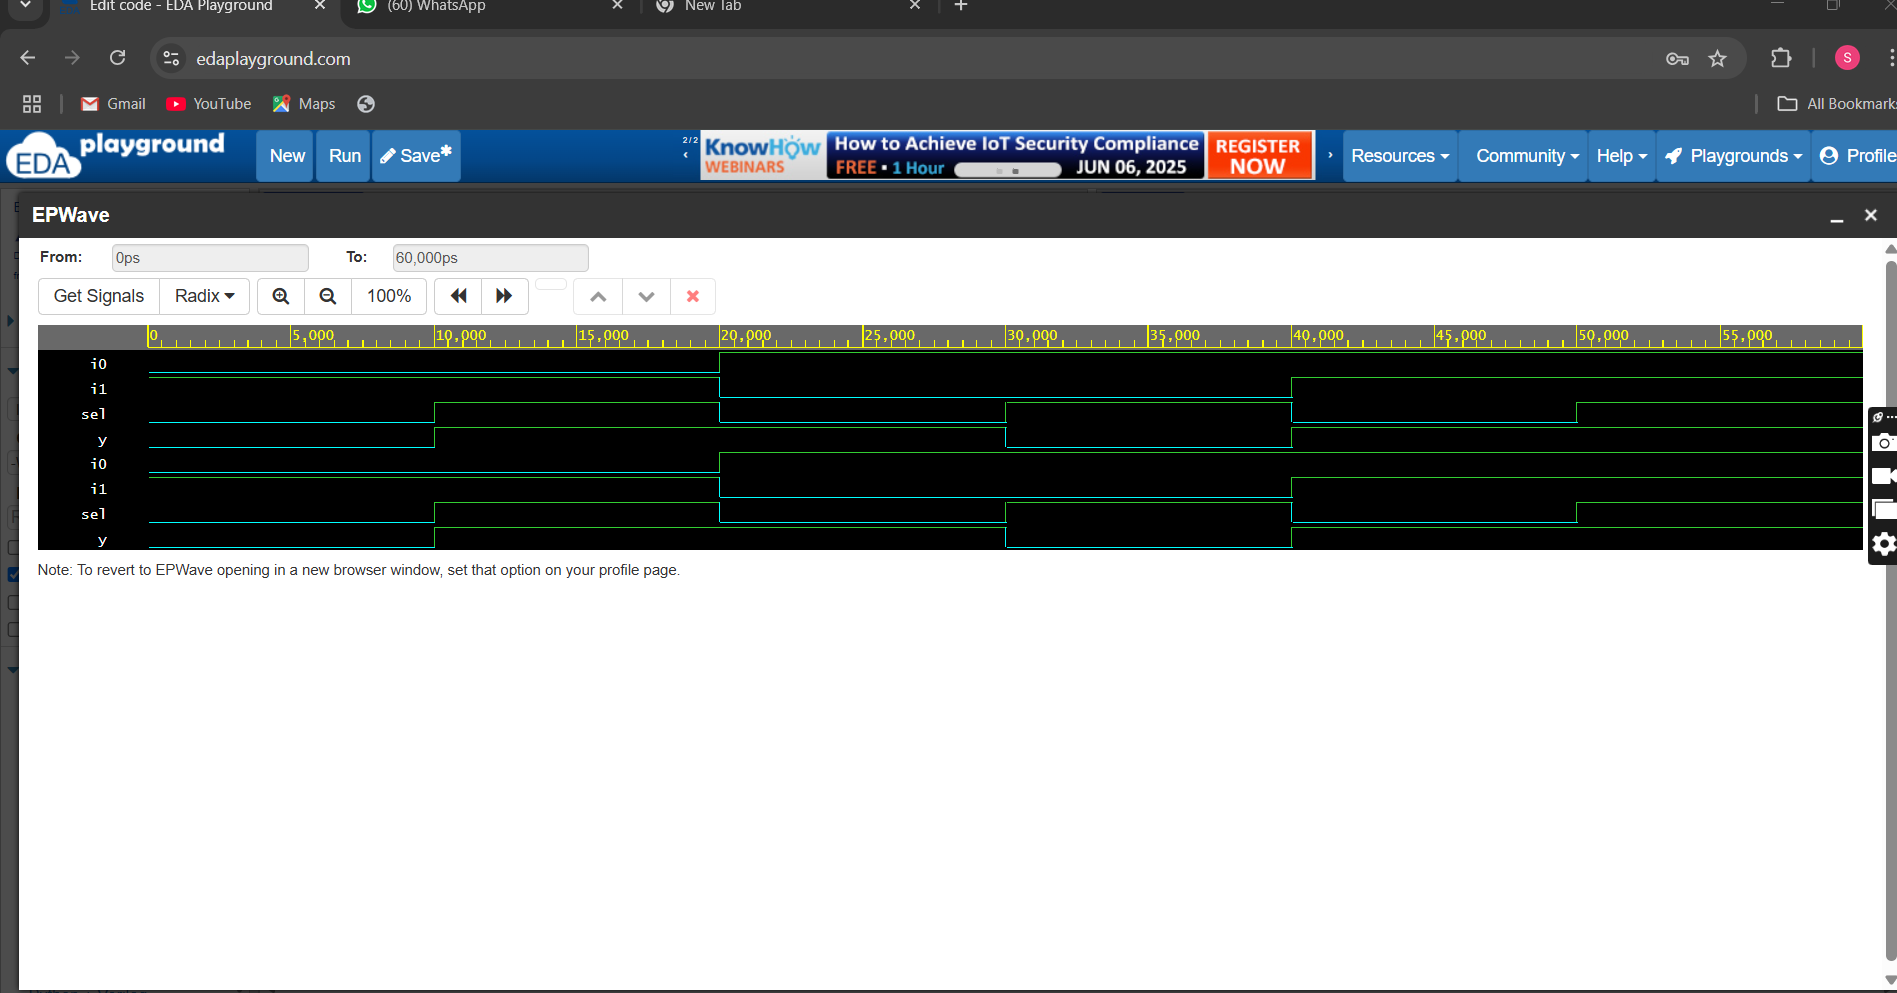 Edit code - EDA Playground
(60) WhatsApp
New Tab
edaplayground.com
S
Gmail
YouTube
Maps
All Bookmarks
EDA playground
New
Run
Save*
2/2
KnowHow
WEBINARS
How to Achieve IoT Security Compliance
FREE • 1 Hour
JUN 06, 2025
REGISTER
NOW
Resources
Community
Help
Playgrounds
Profile
EPWave
From:
0ps
To:
60,000ps
Get Signals
Radix
100%
0 5,000 10,000 15,000 20,000 25,000 30,000 35,000 40,000 45,000 50,000 55,000
i0
i1
sel
y
i0
i1
sel
y
Note: To revert to EPWave opening in a new browser window, set that option on your profile page.